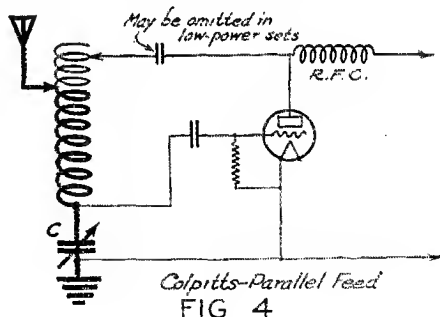 May be omitted in
low-power sets
R.F.C.
C
Colpitts-Parallel Feed
FIG 4